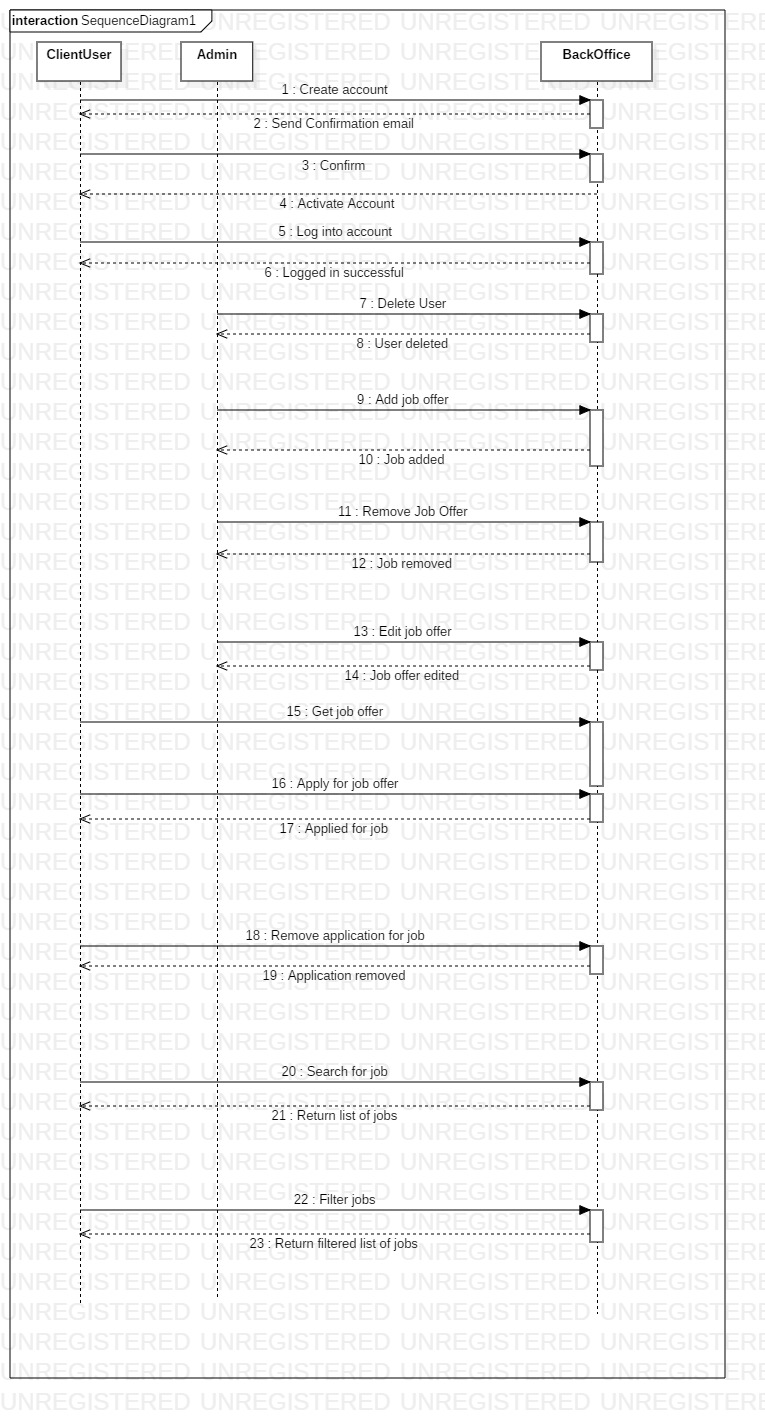 interaction SequenceDiagram1
ClientUser
Admin
BackOffice
1 : Create account
2 : Send Confirmation email
3 : Confirm
4 : Activate Account
5 : Log into account
6 : Logged in successful
7 : Delete User
8 : User deleted
9 : Add job offer
10 : Job added
11 : Remove Job Offer
12 : Job removed
13 : Edit job offer
14 : Job offer edited
15 : Get job offer
16 : Apply for job offer
17 : Applied for job
18 : Remove application for job
19 : Application removed
20 : Search for job
21 : Return list of jobs
22 : Filter jobs
23 : Return filtered list of jobs
UNREGISTERED UNREGISTERED UNREGISTERED UNREGISTERED